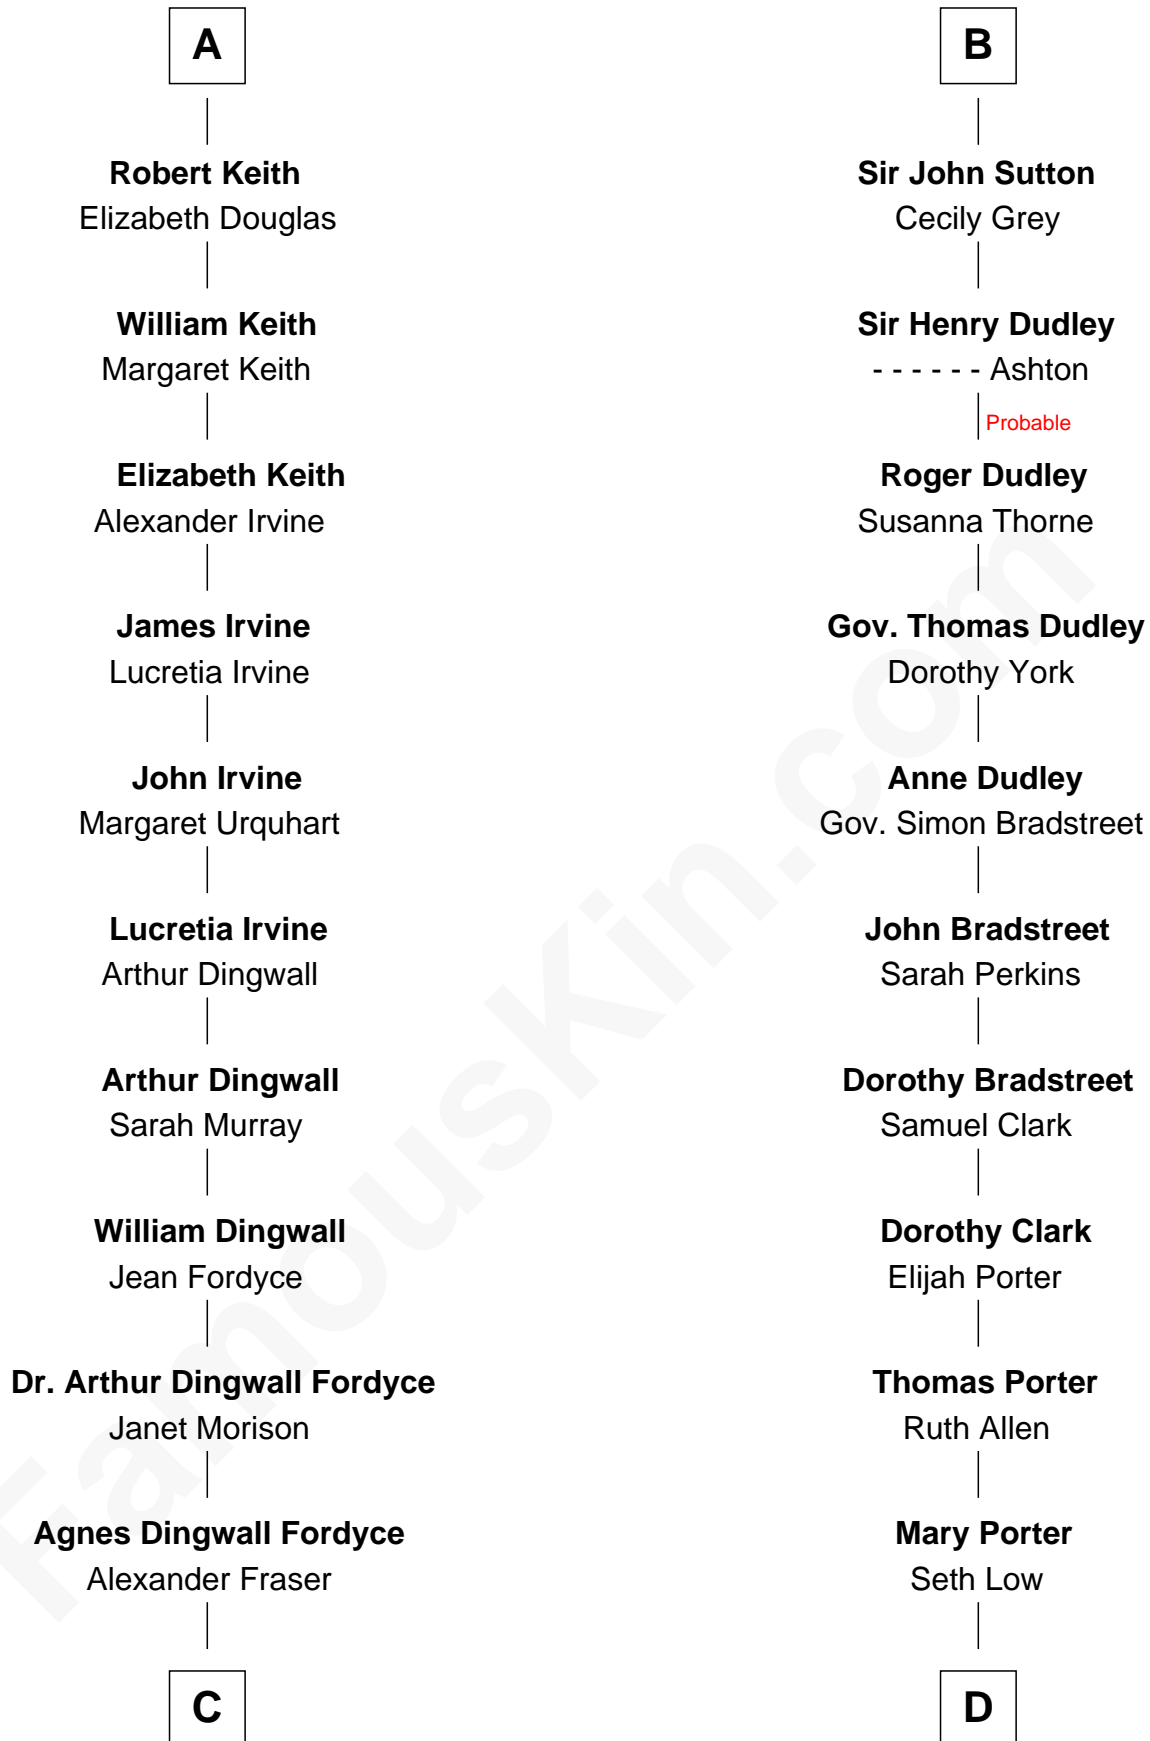 A
Robert Keith
Elizabeth Douglas
William Keith
Margaret Keith
Elizabeth Keith
Alexander Irvine
James Irvine
Lucretia Irvine
John Irvine
Margaret Urquhart
Lucretia Irvine
Arthur Dingwall
Arthur Dingwall
Sarah Murray
William Dingwall
Jean Fordyce
Dr. Arthur Dingwall Fordyce
Janet Morison
Agnes Dingwall Fordyce
Alexander Fraser
C
B
Sir John Sutton
Cecily Grey
Sir Henry Dudley
- - - - - - Ashton
Probable
Roger Dudley
Susanna Thorne
Gov. Thomas Dudley
Dorothy York
Anne Dudley
Gov. Simon Bradstreet
John Bradstreet
Sarah Perkins
Dorothy Bradstreet
Samuel Clark
Dorothy Clark
Elijah Porter
Thomas Porter
Ruth Allen
Mary Porter
Seth Low
D
FamousKin.com